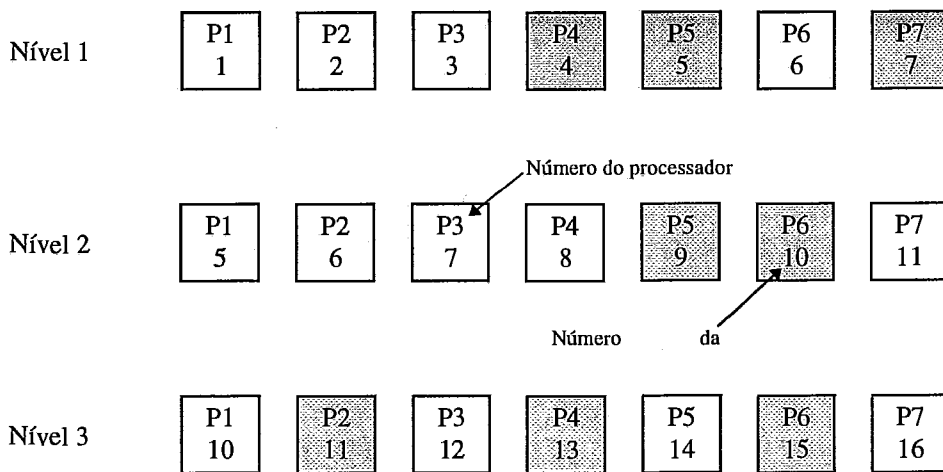 P1 P2 P3 P4 P5 P6 P7
Nível 1
1 2 3 4 5 6 7
Número do processador
P1 P2 P3 P4 P5 P6 P7
Nível 2
5 6 7 8 9 10 11
Número da
P1 P2 P3 P4 P5 P6 P7
Nível 3
10 11 12 13 14 15 16